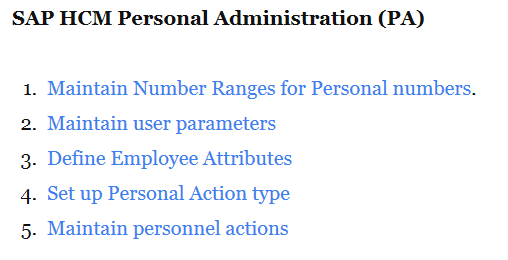 SAP HCM Personal Administration (PA)
1. Maintain Number Ranges for Personal numbers.
2. Maintain user parameters
3. Define Employee Attributes
4. Set up Personal Action type
5. Maintain personnel actions